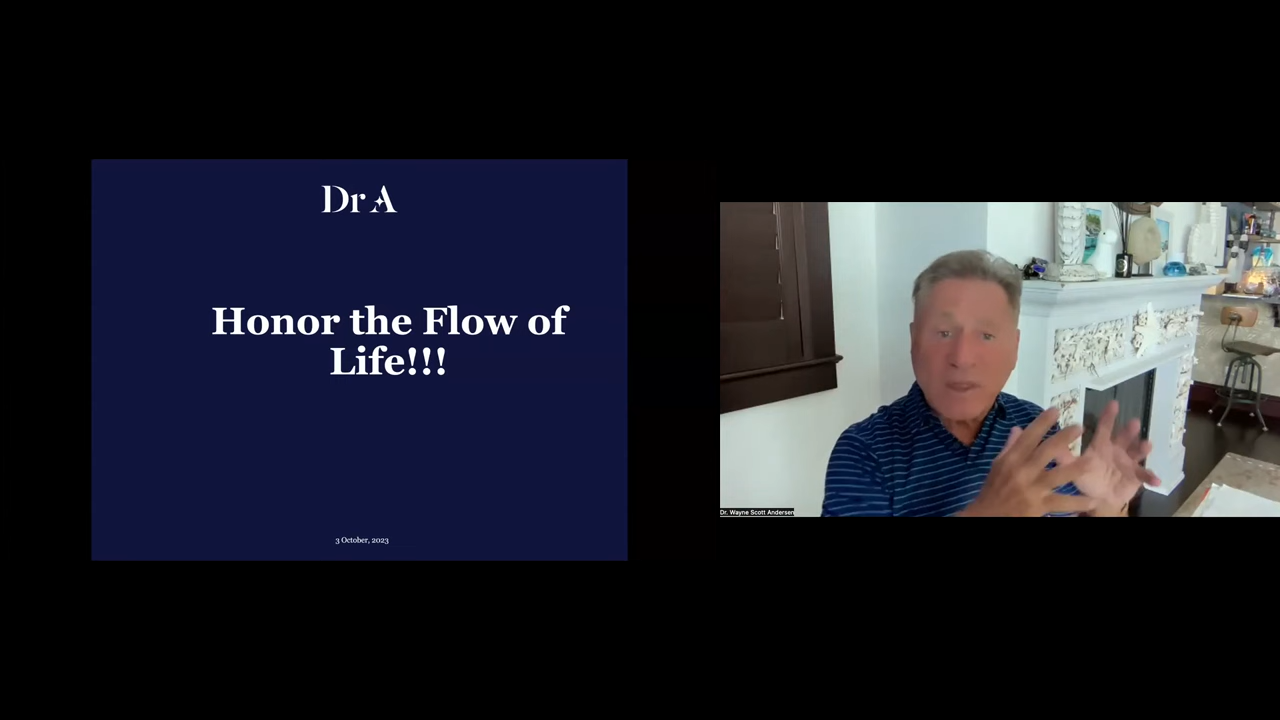 Dr A
Honor the Flow of
Life!!!
3 October, 2023
Dr. Wayne Scott Andersen